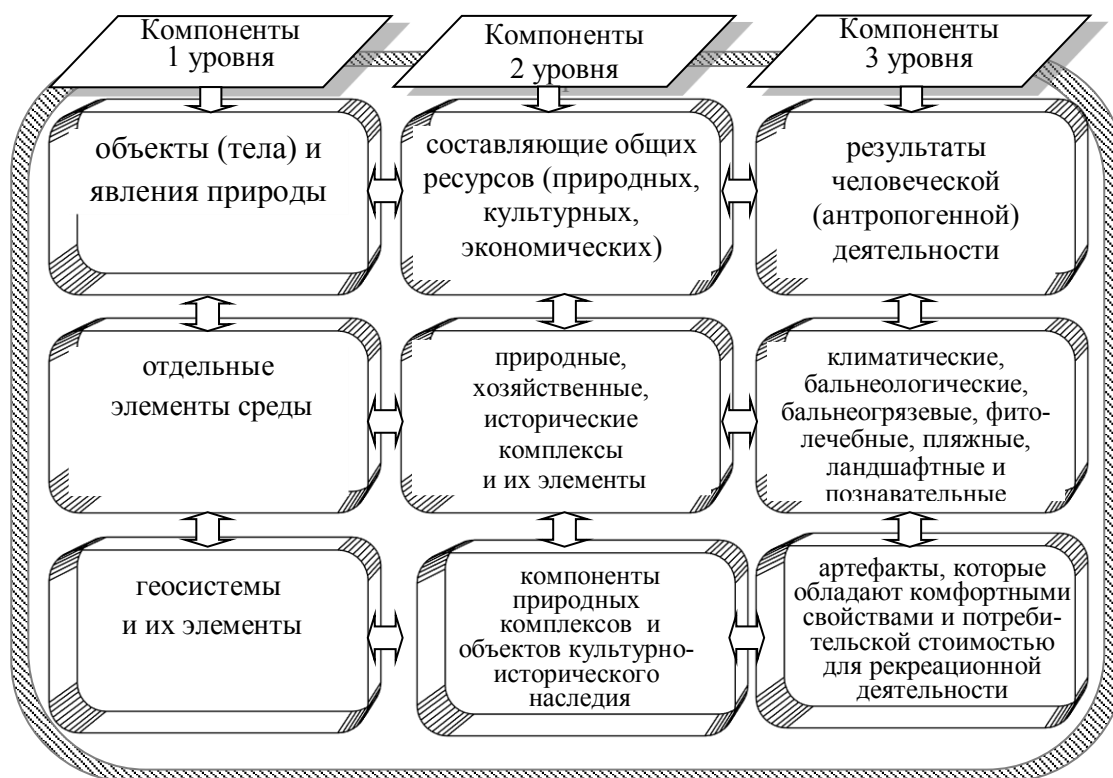 Компоненты
1 уровня
Компоненты
2 уровня
Компоненты
3 уровня
объекты (тела) и
явления природы
составляющие общих
ресурсов (природных,
культурных,
экономических)
результаты
человеческой
(антропогенной)
деятельности
отдельные
элементы среды
природные,
хозяйственные,
исторические
комплексы
и их элементы
климатические,
бальнеологические,
бальнеогрязевые, фито-
лечебные, пляжные,
ландшафтные и
познавательные
геосистемы
и их элементы
компоненты
природных
комплексов и
объектов культурно-
исторического
наследия
артефакты, которые
обладают комфортными
свойствами и потреби-
тельской стоимостью
для рекреационной
деятельности